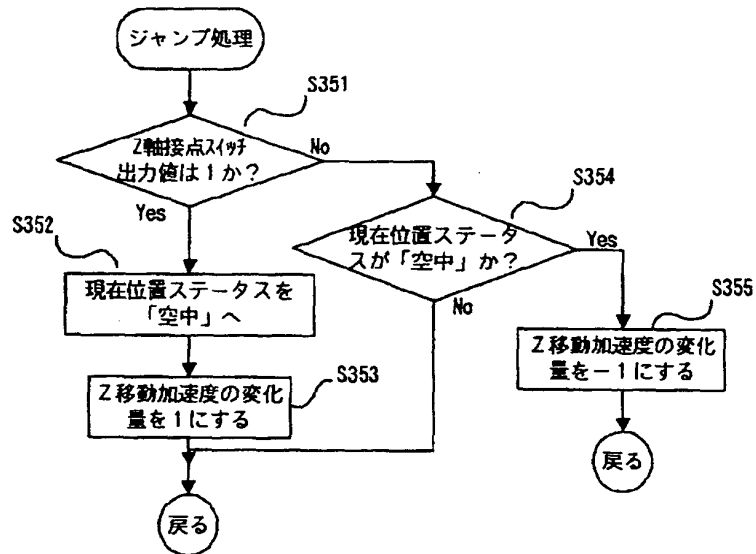 ジャンプ処理
S351
Z軸接点スイッチ
出力値は1か?
No
Yes
S354
現在位置ステータ
スが「空中」か?
Yes
No
S352
現在位置ステータスを
「空中」へ
S355
Z移動加速度の変化
量を−1にする
S353
Z移動加速度の変化
量を1にする
戻る
戻る